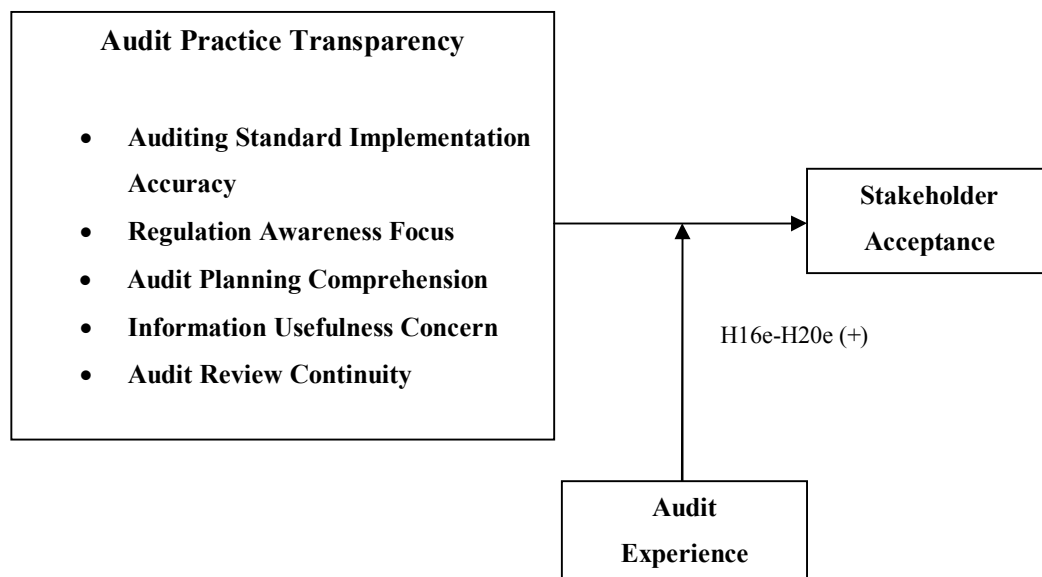 Audit Practice Transparency
• Auditing Standard Implementation
Accuracy
• Regulation Awareness Focus
• Audit Planning Comprehension
• Information Usefulness Concern
• Audit Review Continuity
Stakeholder
Acceptance
H16e-H20e (+)
Audit
Experience